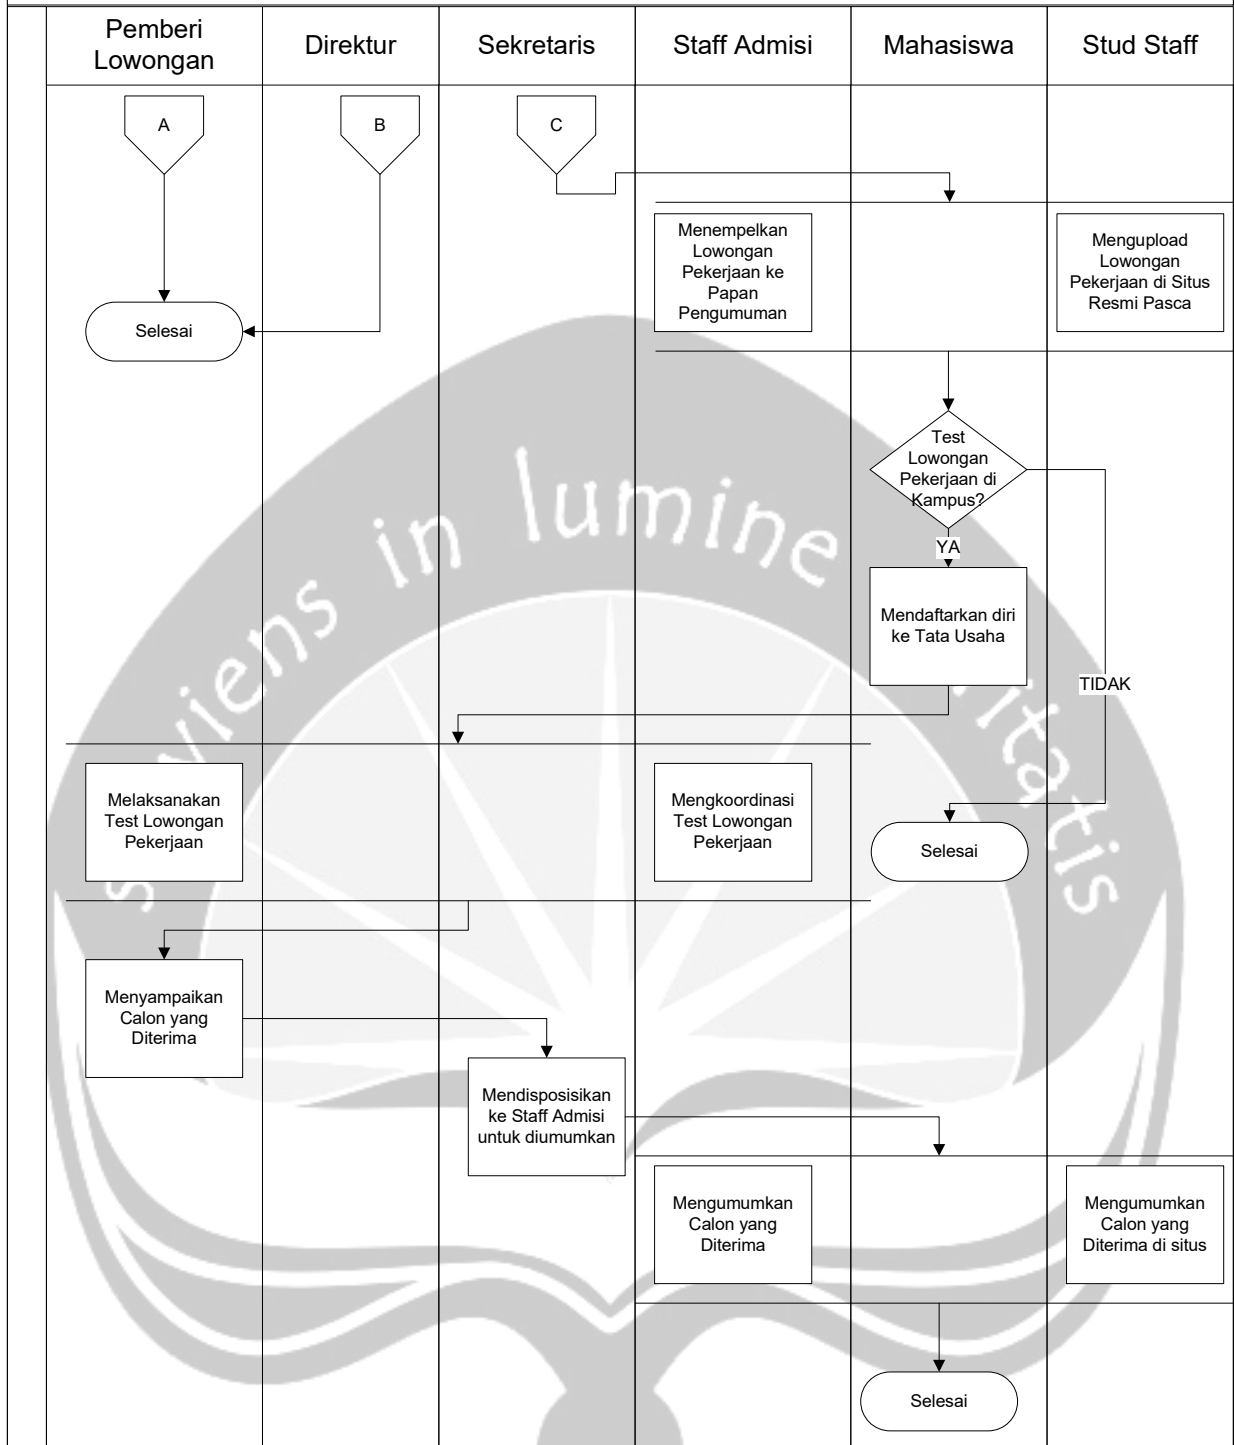 Pemberi
Lowongan
Direktur
Sekretaris
Staff Admisi
Mahasiswa
Stud Staff
A
B
C
Menempelkan
Lowongan
Pekerjaan ke
Papan
Pengumuman
Mengupload
Lowongan
Pekerjaan di Situs
Resmi Pasca
Selesai
Test
Lowongan
Pekerjaan di
Kampus?
YA
Mendaftarkan diri
ke Tata Usaha
TIDAK
Melaksanakan
Test Lowongan
Pekerjaan
Mengkoordinasi
Test Lowongan
Pekerjaan
Selesai
Menyampaikan
Calon yang
Diterima
Mendisposisikan
ke Staff Admisi
untuk diumumkan
Mengumumkan
Calon yang
Diterima
Mengumumkan
Calon yang
Diterima di situs
Selesai
in lumine